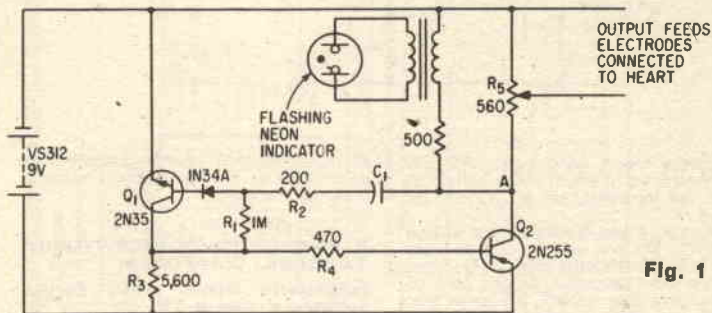 OUTPUT FEEDS
ELECTRODES
CONNECTED
TO HEART
R5
560
FLASHING
NEON
INDICATOR
500
VS312
9V
1N34A
200
R2
C1
A
Q1
2N35
R1
1M
Q2
2N255
470
R4
R3
5,600
Fig. 1